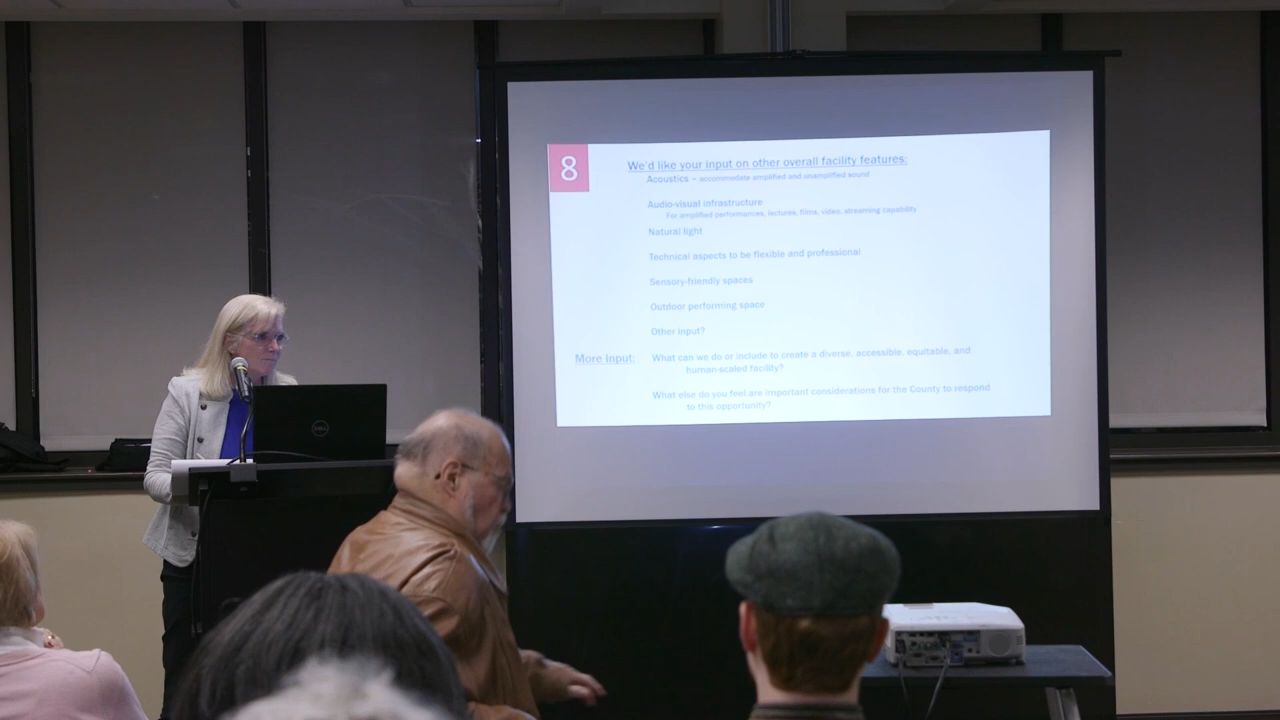 8
We'd like your input on other overall facility features:
Acoustics – accommodate amplified and unamplified sound
Audio-visual infrastructure
For amplified performances, lectures, films, video, streaming capability
Natural light
Technical aspects to be flexible and professional
Sensory-friendly spaces
Outdoor performing space
Other input?
More Input: What can we do or include to create a diverse, accessible, equitable, and
human-scaled facility?
What else do you feel are important considerations for the County to respond
to this opportunity?
DELL